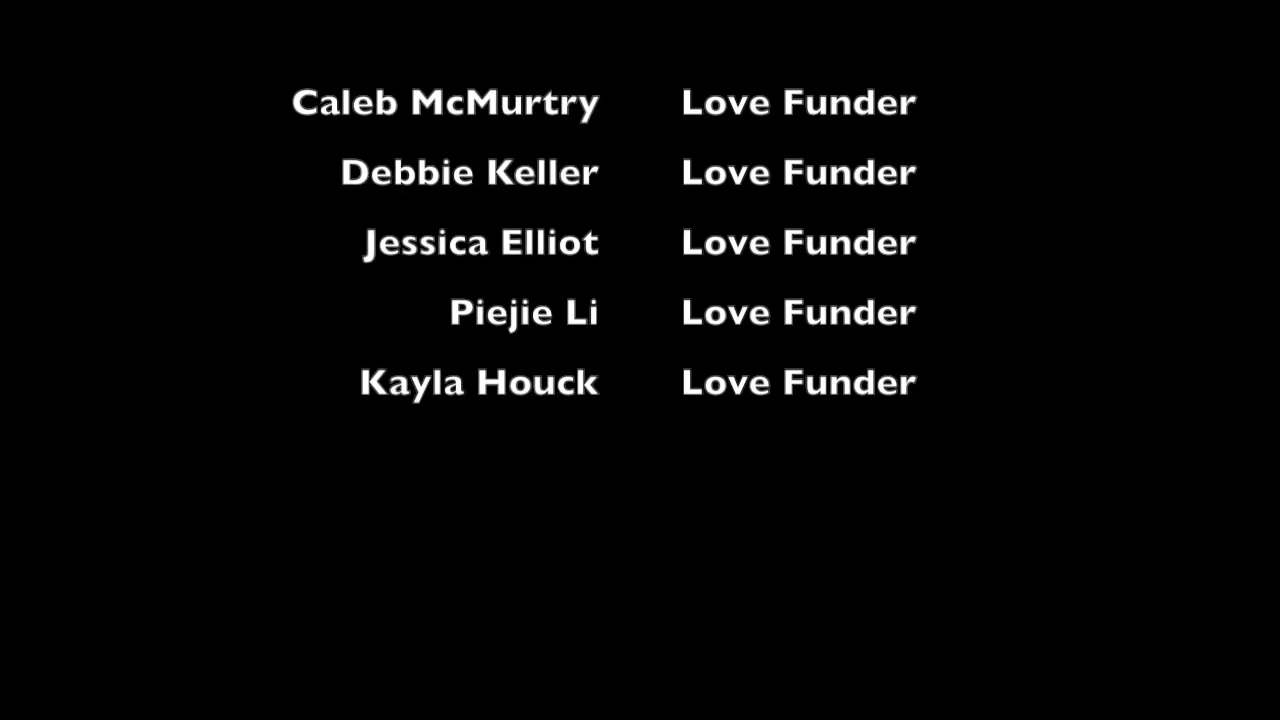 Caleb McMurtry Love Funder
Debbie Keller Love Funder
Jessica Elliot Love Funder
Piejie Li Love Funder
Kayla Houck Love Funder